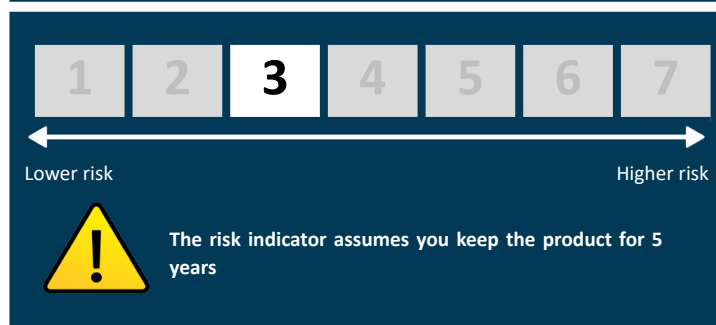 1 2 3 4 5 6 7
Lower risk Higher risk
The risk indicator assumes you keep the product for 5
years